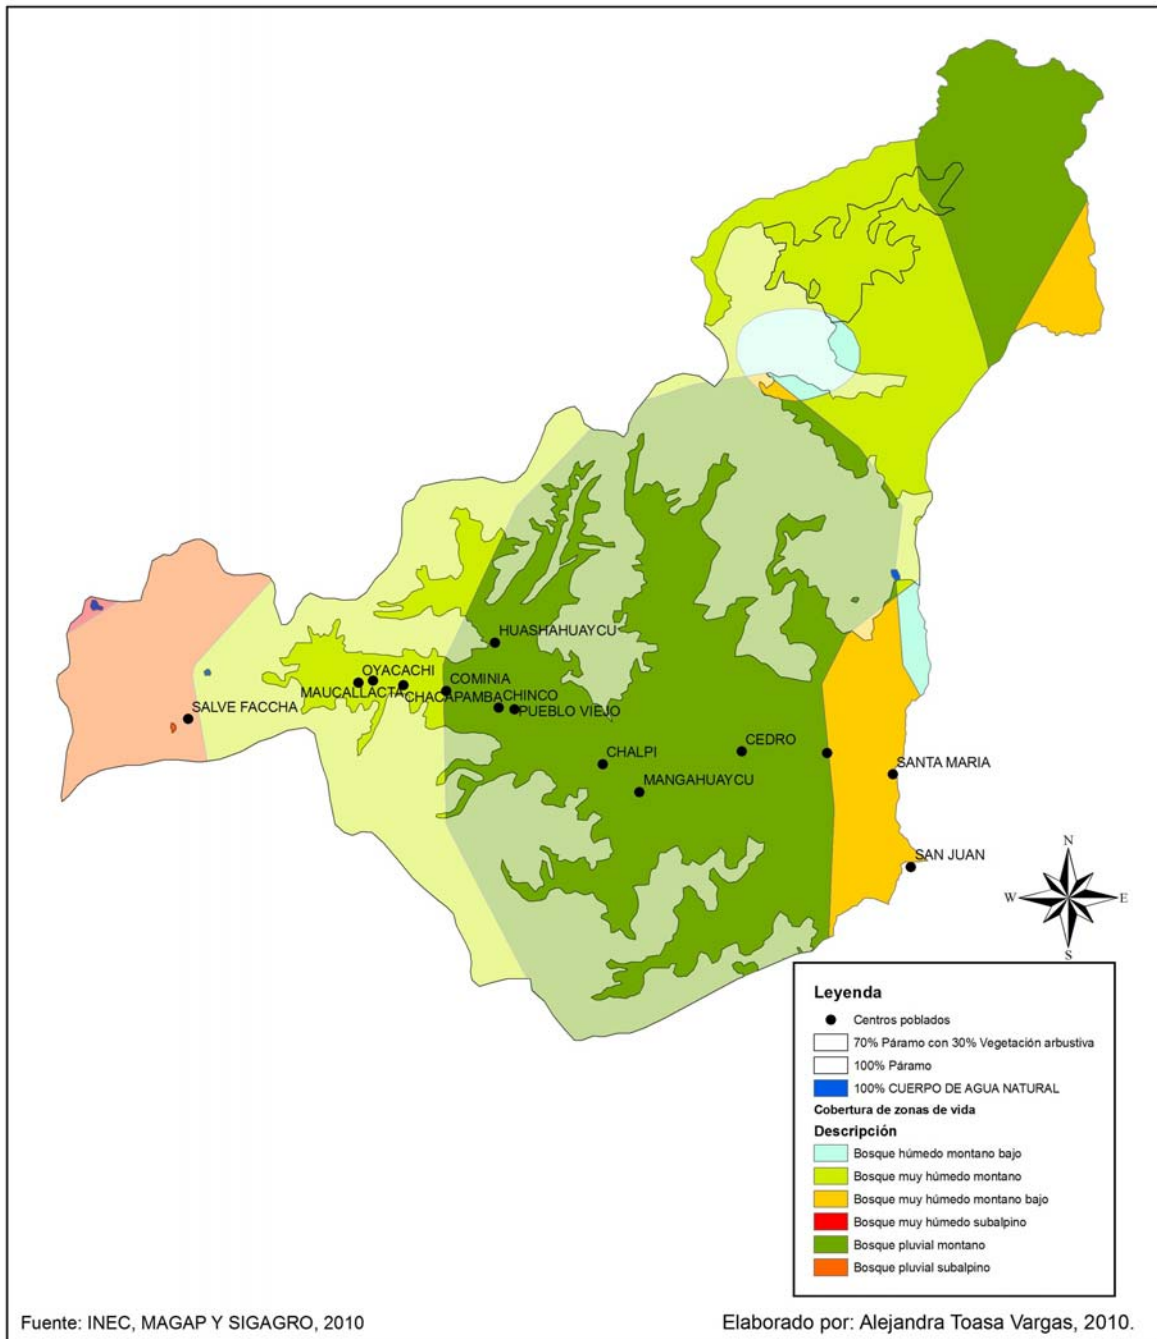 HUASHAHUAYCU
OYACACHI
COMINIA
MAUCALLACTA
CHACAPAMBA
CHINCO
PUEBLO VIEJO
SALVE FACCHA
CHALPI
CEDRO
MANGAHUAYCU
SANTA MARIA
SAN JUAN
N
W
E
S
Leyenda
Centros poblados
70% Páramo con 30% Vegetación arbustiva
100% Páramo
100% CUERPO DE AGUA NATURAL
Cobertura de zonas de vida
Descripción
Bosque húmedo montano bajo
Bosque muy húmedo montano
Bosque muy húmedo montano bajo
Bosque muy húmedo subalpino
Bosque pluvial montano
Bosque pluvial subalpino
Fuente: INEC, MAGAP Y SIGAGRO, 2010
Elaborado por: Alejandra Toasa Vargas, 2010.